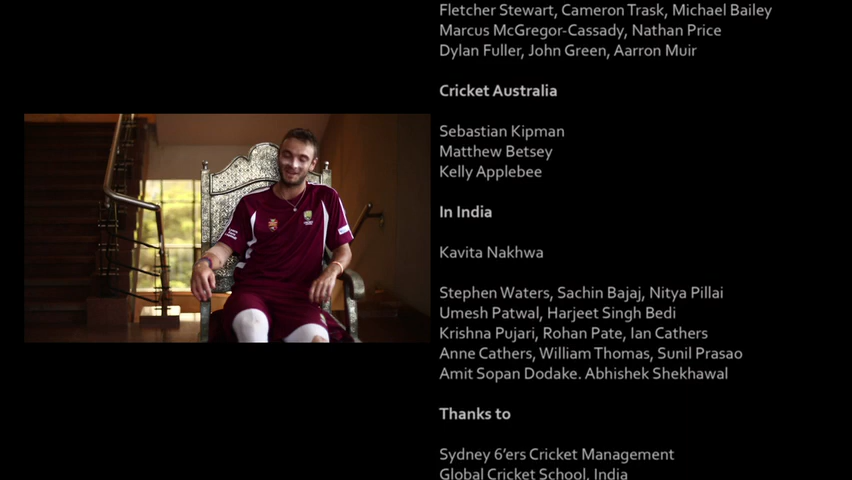 Fletcher Stewart, Cameron Trask, Michael Bailey
Marcus McGregor-Cassady, Nathan Price
Dylan Fuller, John Green, Aarron Muir
Cricket Australia
Sebastian Kipman
Matthew Betsey
Kelly Applebee
In India
Kavita Nakhwa
Stephen Waters, Sachin Bajaj, Nitya Pillai
Umesh Patwal, Harjeet Singh Bedi
Krishna Pujari, Rohan Pate, Ian Cathers
Anne Cathers, William Thomas, Sunil Prasao
Amit Sopan Dodake. Abhishek Shekhawal
Thanks to
Sydney 6'ers Cricket Management
Global Cricket School, India